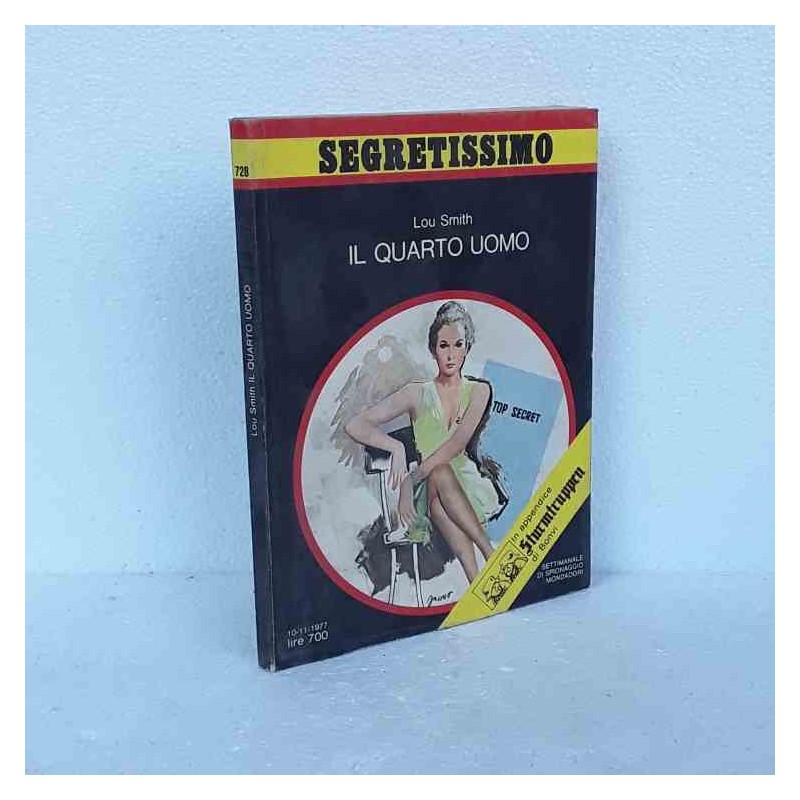 728
Lou Smith IL QUARTO UOMO
SEGRETISSIMO
Lou Smith
IL QUARTO UOMO
TOP SECRET
in appendice
Sturmtruppen
di Bonvi
SETTIMANALE
DI SPIONAGGIO
MONDADORI
10-11-1977
lire 700